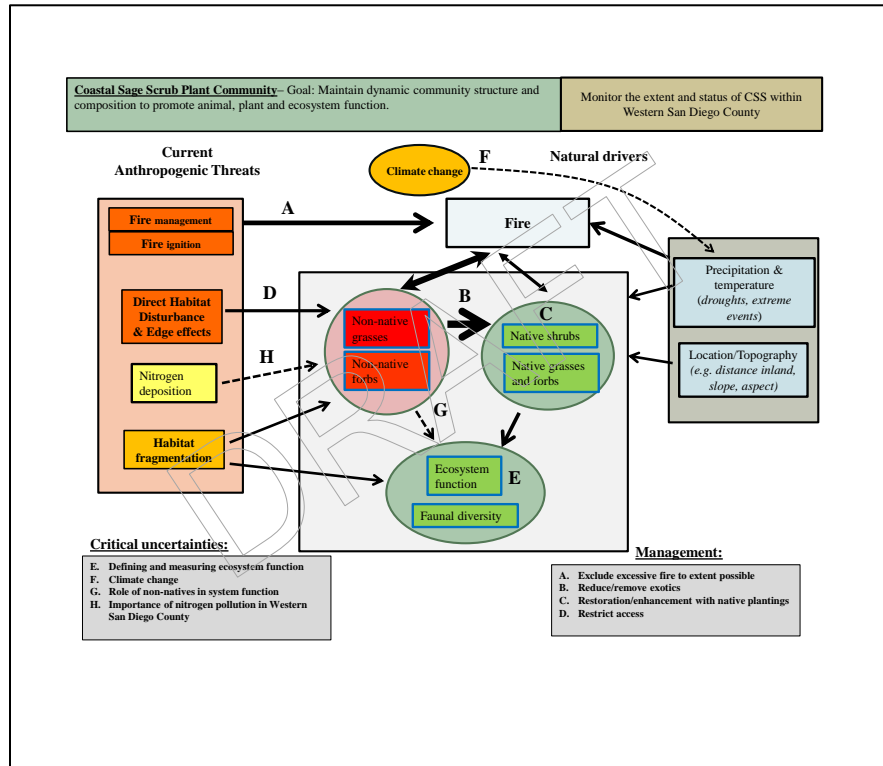 Coastal Sage Scrub Plant Community– Goal: Maintain dynamic community structure and
composition to promote animal, plant and ecosystem function.
Monitor the extent and status of CSS within
Western San Diego County
Current
Anthropogenic Threats
Climate change
F
Natural drivers
Fire management
Fire ignition
A
Fire
Direct Habitat
Disturbance
& Edge effects
D
Nitrogen
deposition
H
Habitat
fragmentation
Non-native
grasses
Non-native
forbs
B
C
Native shrubs
Native grasses
and forbs
Precipitation &
temperature
(droughts, extreme
events)
Location/Topography
(e.g. distance inland,
slope, aspect)
G
Ecosystem
function
E
Faunal diversity
DRAFT
Critical uncertainties:
E. Defining and measuring ecosystem function
F. Climate change
G. Role of non-natives in system function
H. Importance of nitrogen pollution in Western
San Diego County
Management:
A. Exclude excessive fire to extent possible
B. Reduce/remove exotics
C. Restoration/enhancement with native plantings
D. Restrict access